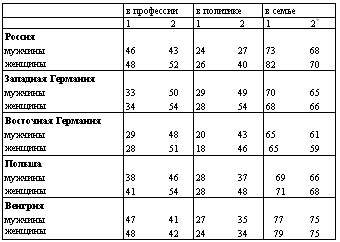 в профессии в политике в семье
1 2 1 2 1 2*
Россия
мужчины 46 43 24 27 73 68
женщины 48 52 26 40 82 70
Западная Германия
мужчины 33 50 29 49 70 65
женщины 34 54 28 54 68 66
Восточная Германия
мужчины 29 48 20 43 65 61
женщины 28 51 18 46 65 59
Польша
мужчины 38 46 28 37 69 66
женщины 41 54 28 48 71 68
Венгрия
мужчины 47 41 27 35 77 75
женщины 48 42 24 34 79 75